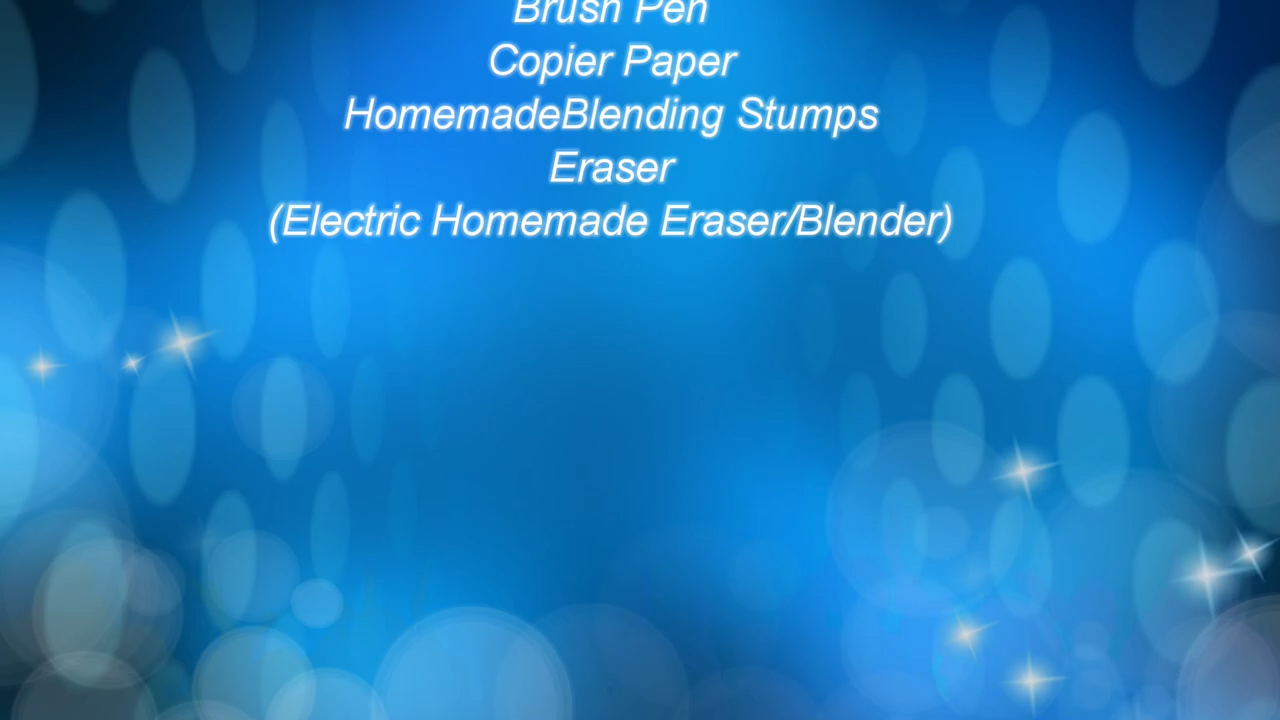 Brush Pen
Copier Paper
HomemadeBlending Stumps
Eraser
(Electric Homemade Eraser/Blender)